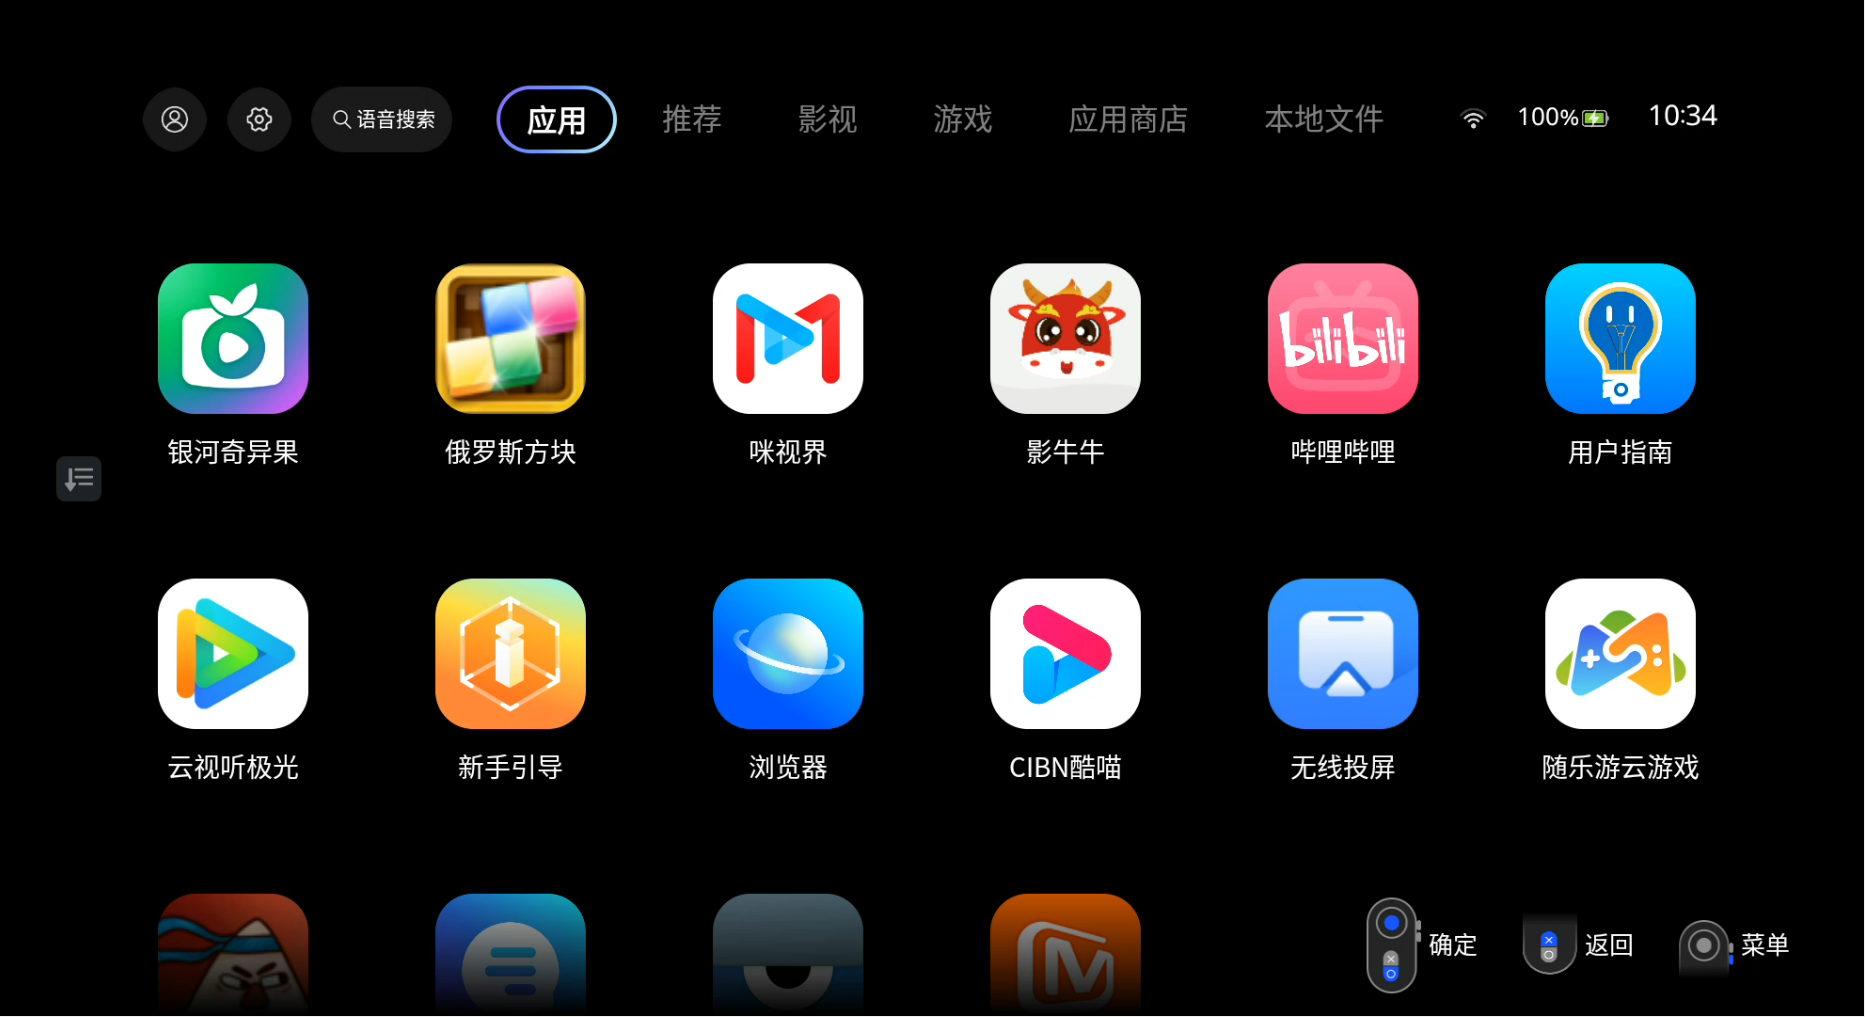 语音搜索 应用 推荐 影视 游戏 应用商店 本地文件 100% 10:34
bilibili
银河奇异果 俄罗斯方块 咪视界 影牛牛 哔哩哔哩 用户指南
云视听极光 新手引导 浏览器 CIBN酷喵 无线投屏 随乐游云游戏
确定 返回 菜单